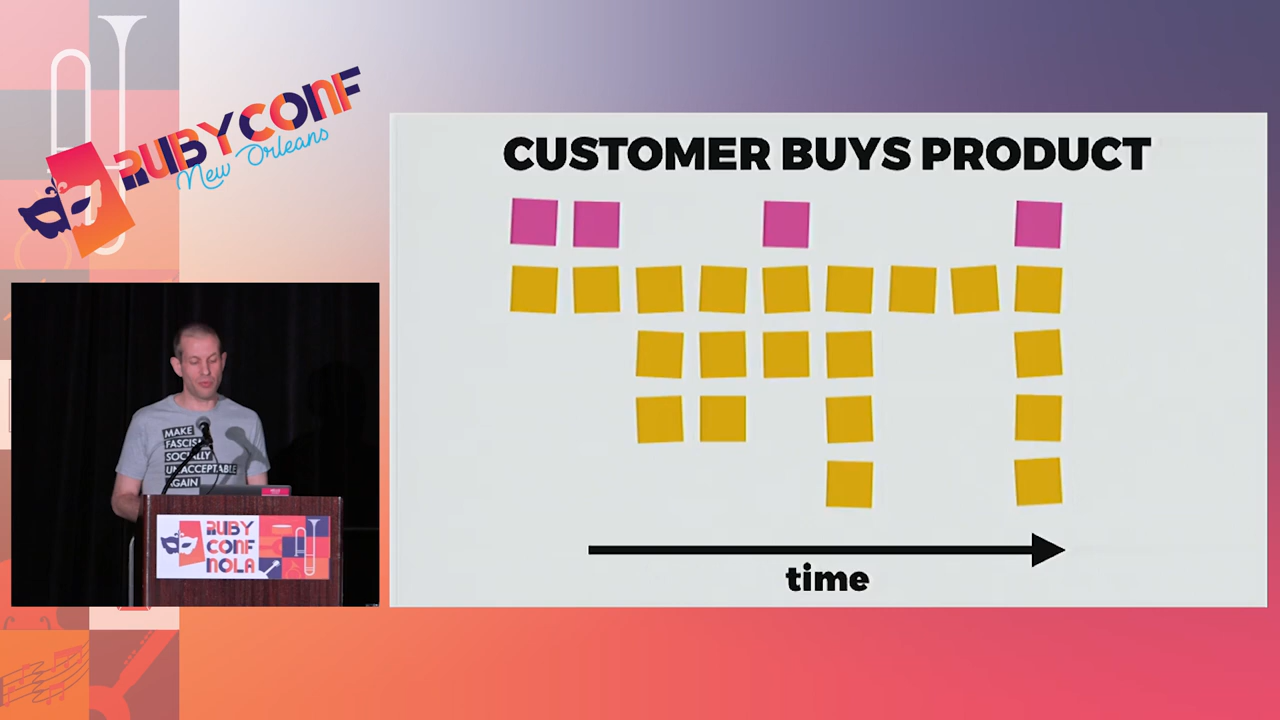 RUBYCONF
New Orleans
CUSTOMER BUYS PRODUCT
time
MAKE
FASCISM
SOCIALLY
UNACCEPTABLE
AGAIN
RUBY
CONF
NOLA